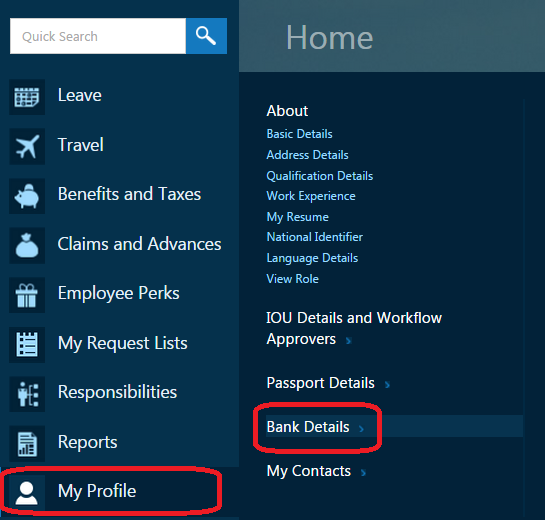 Quick Search
Leave
Travel
Benefits and Taxes
Claims and Advances
Employee Perks
My Request Lists
Responsibilities
Reports
My Profile
Home
About
Basic Details
Address Details
Qualification Details
Work Experience
My Resume
National Identifier
Language Details
View Role
IOU Details and Workflow
Approvers
Passport Details
Bank Details
My Contacts